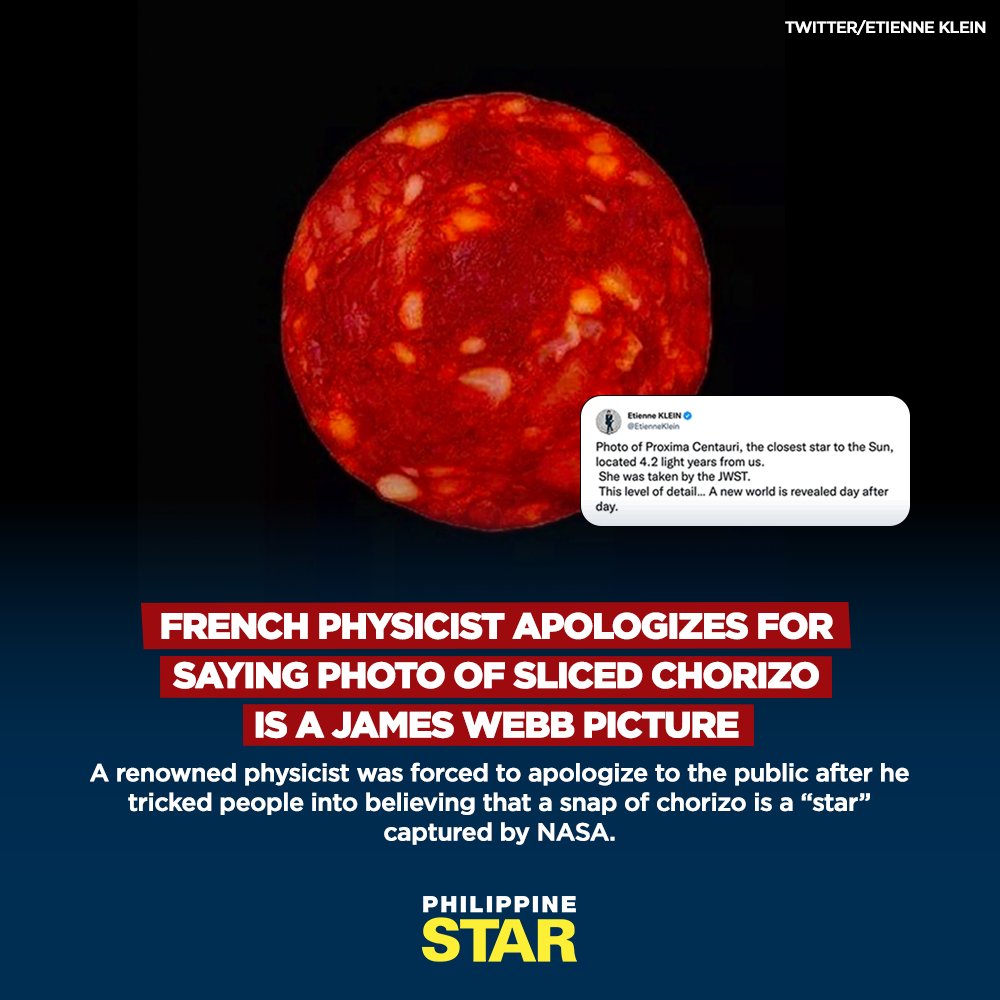 TWITTER/ETIENNE KLEIN
Etienne KLEIN
@EtienneKlein
Photo of Proxima Centauri, the closest star to the Sun,
located 4.2 light years from us.
She was taken by the JWST.
This level of detail... A new world is revealed day after
day.
FRENCH PHYSICIST APOLOGIZES FOR
SAYING PHOTO OF SLICED CHORIZO
IS A JAMES WEBB PICTURE
A renowned physicist was forced to apologize to the public after he
tricked people into believing that a snap of chorizo is a “star”
captured by NASA.
PHILIPPINE
STAR